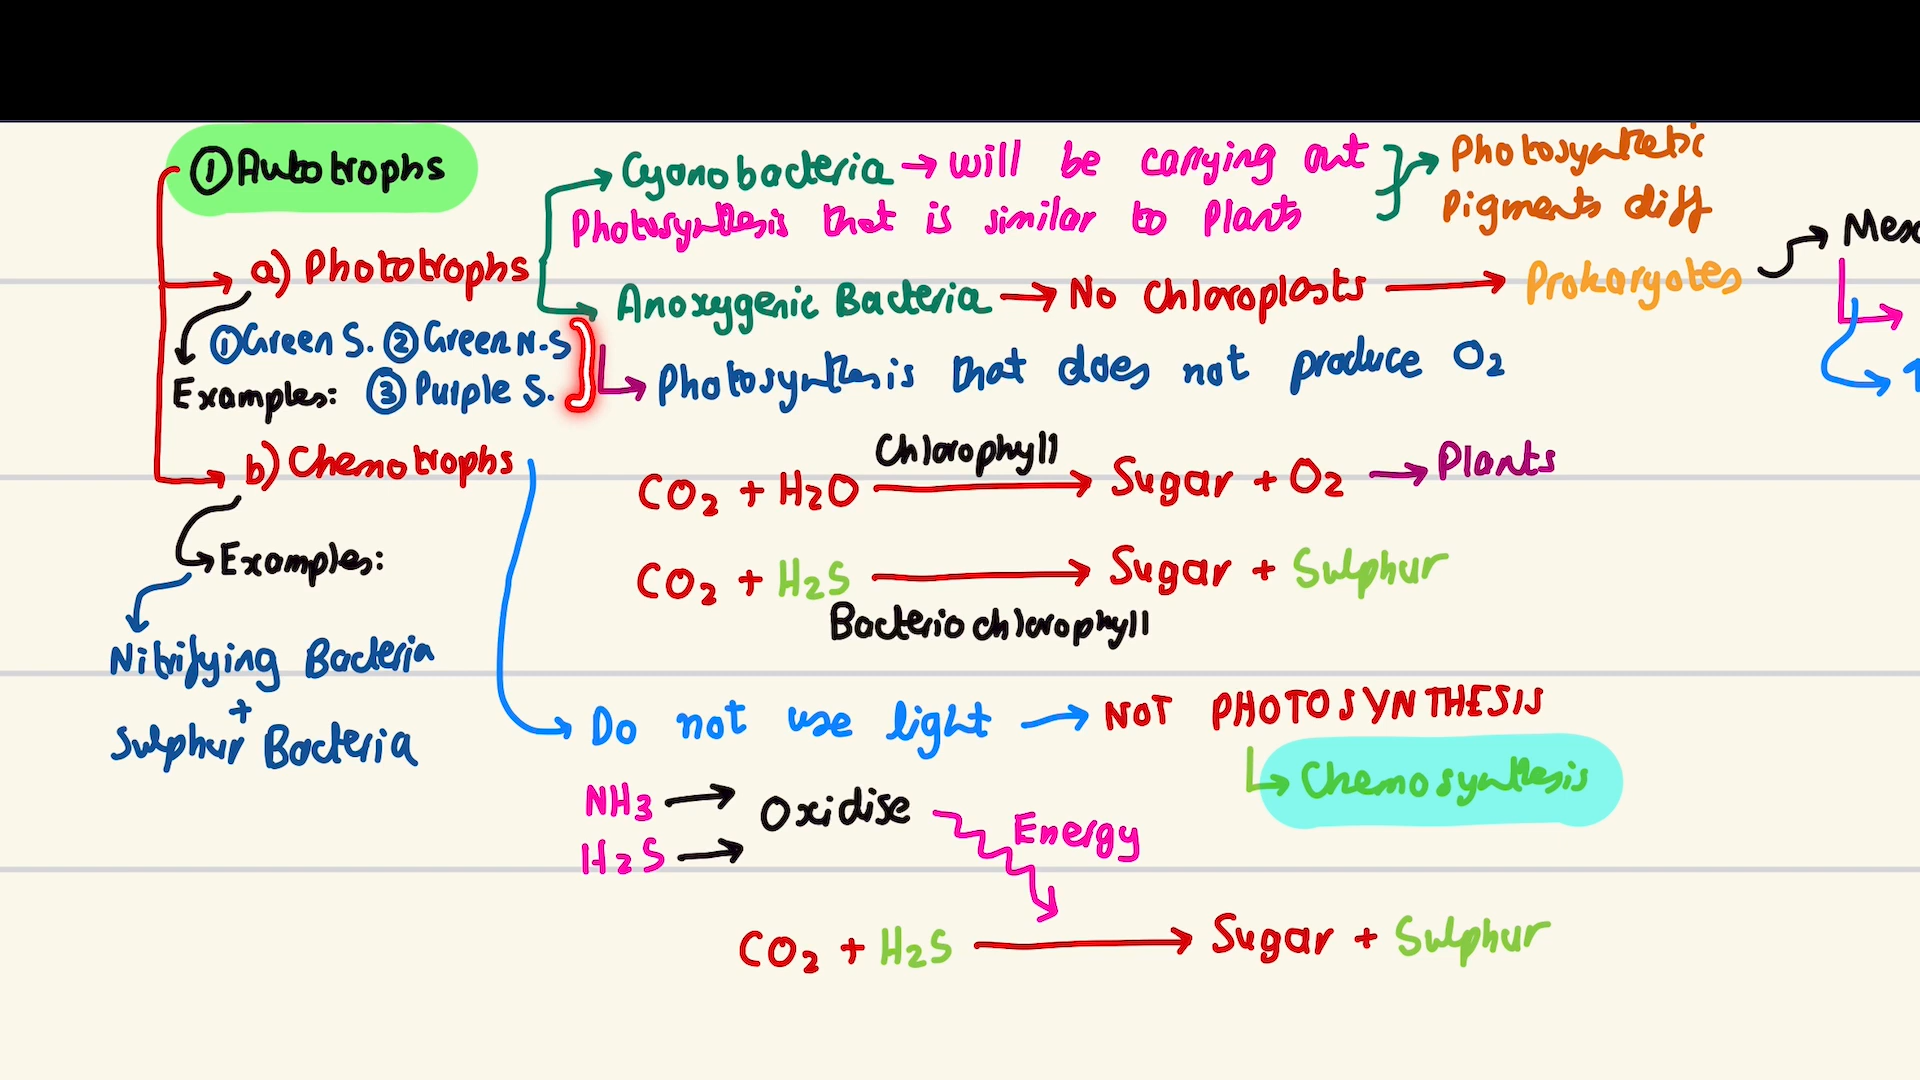 ① Autotrophs
Cyanobacteria → will be carrying out
Photosynthesis that is similar to Plants
Photosynthetic
Pigments diff
a) Phototrophs
Anoxygenic Bacteria → No Chloroplasts → Prokaryotes
① Green S. ② Green N.S
Examples: ③ Purple S.
Photosynthesis that does not produce O2
b) Chemotrophs
Chlorophyll
CO2 + H2O → Sugar + O2 → Plants
Examples:
CO2 + H2S → Sugar + Sulphur
Bacteriochlorophyll
Nitrifying Bacteria
+
Sulphur Bacteria
Do not use light → NOT PHOTOSYNTHESIS
Chemosynthesis
NH3 → Oxidise
H2S →
Energy
CO2 + H2S → Sugar + Sulphur